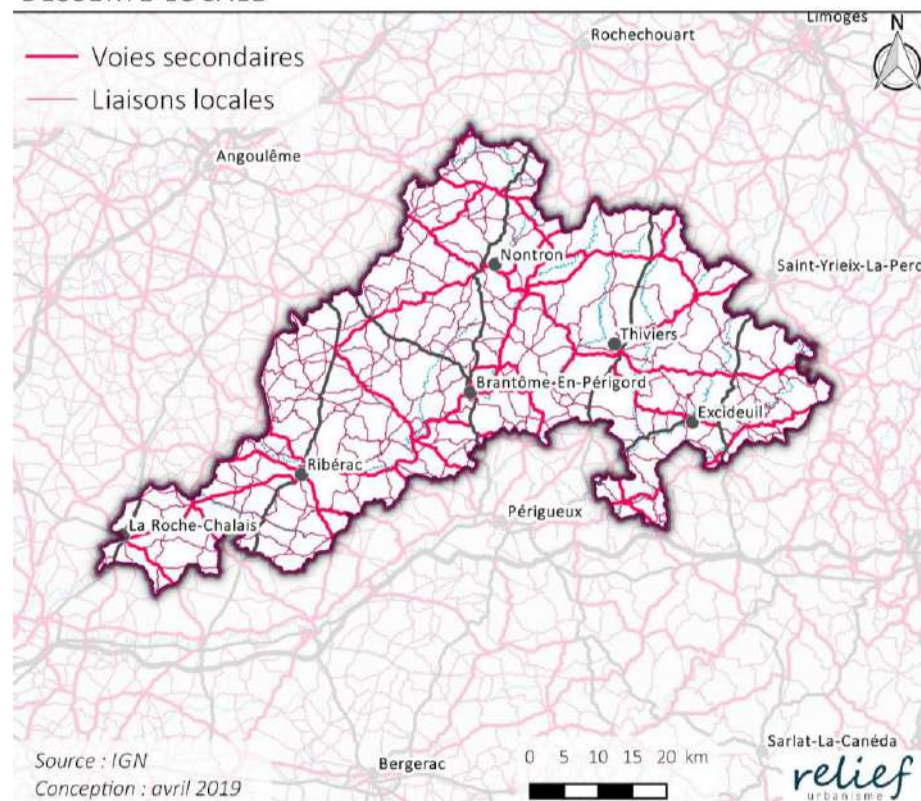 DESSERTE LOCALE
Voies secondaires
Liaisons locales
Limoges
Rochechouart
N
Angoulême
Nontron
Saint-Yrieix-La-Perc
Thiviers
Brantôme-En-Périgord
Excideuil
Ribérac
Périgueux
La Roche-Chalais
Sarlat-La-Canéda
Source : IGN
0 5 10 15 20 km
Bergerac
Conception : avril 2019
relief
urbanisme